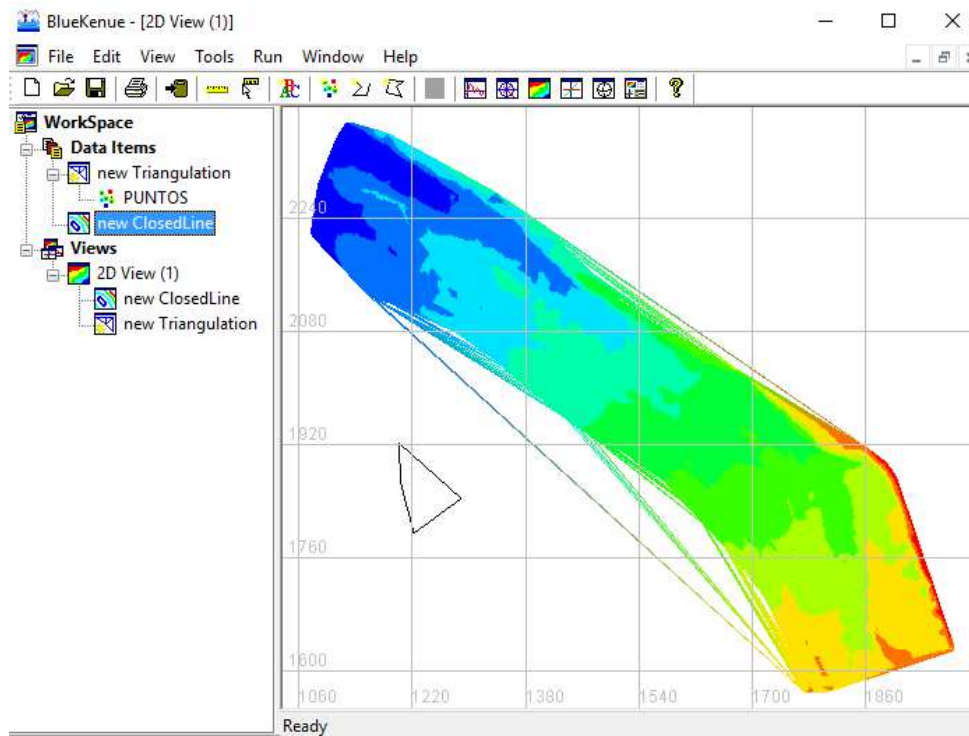 BlueKenue - [2D View (1)]
File Edit View Tools Run Window Help
WorkSpace
Data Items
new Triangulation
PUNTOS
new ClosedLine
Views
2D View (1)
new ClosedLine
new Triangulation
2240
2080
1920
1760
1600
1060 1220 1380 1540 1700 1860
Ready